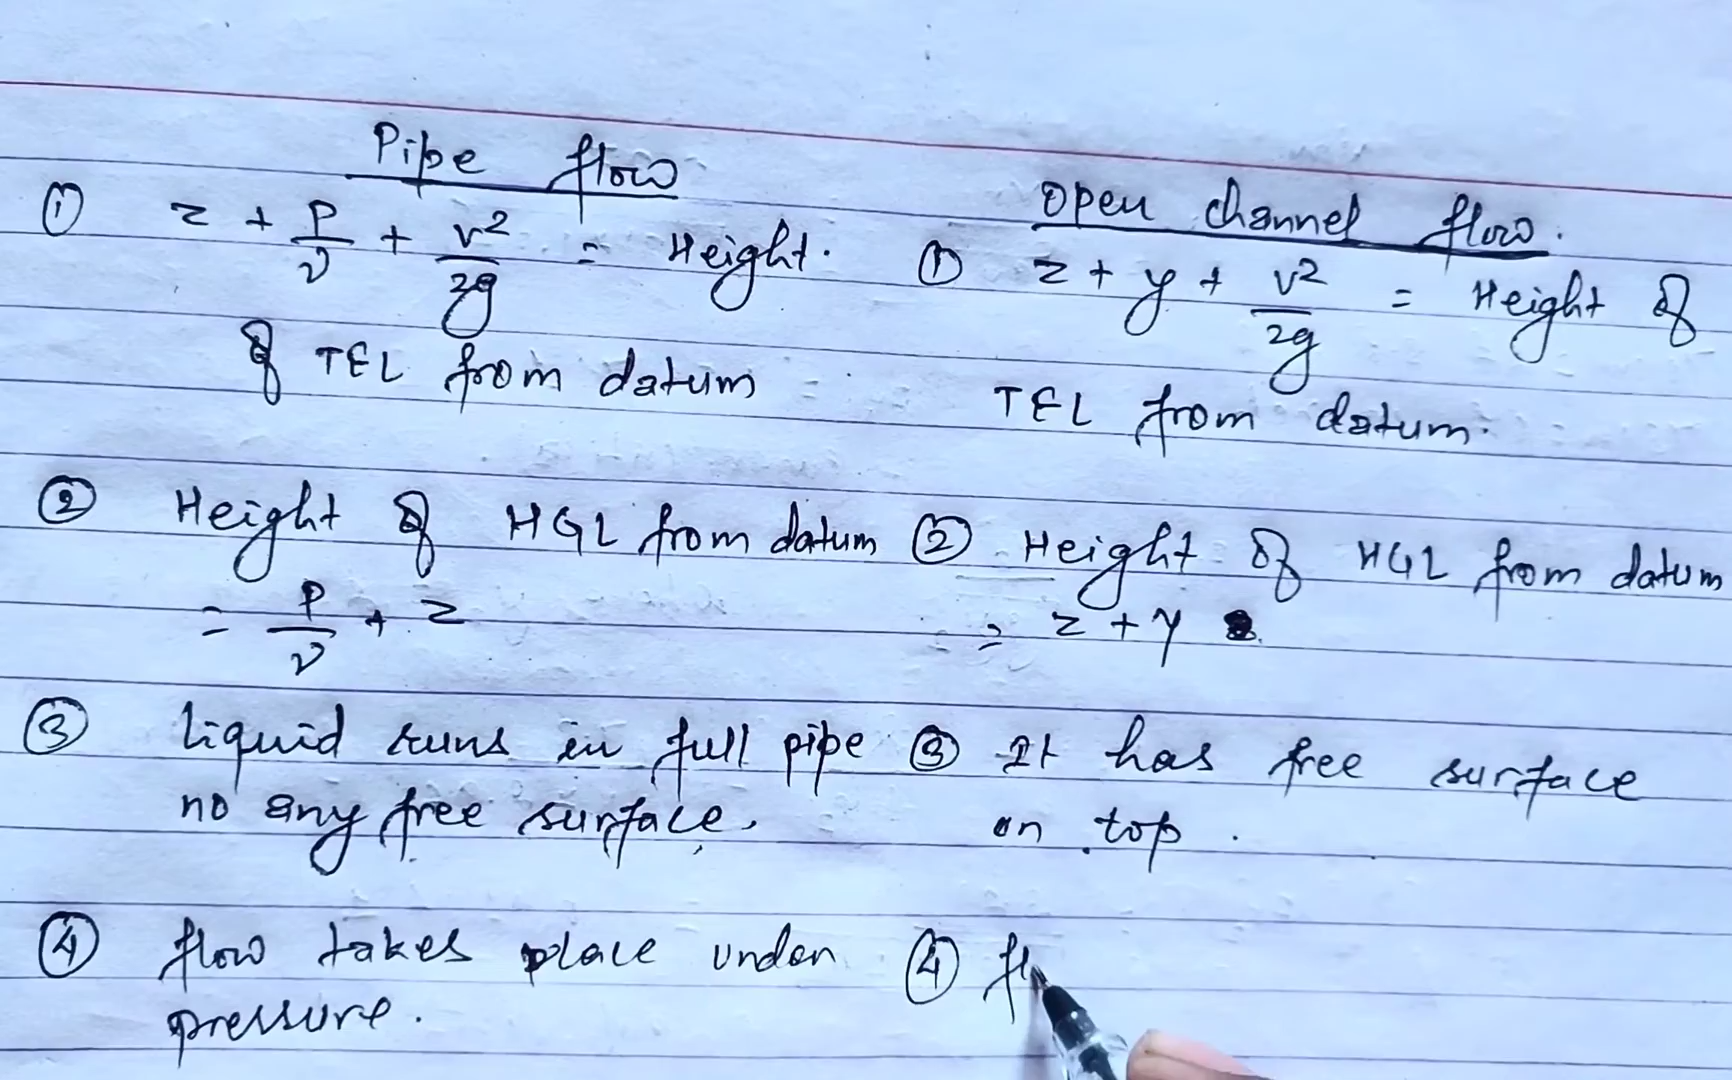 Pipe flow
① z + P/ν + v²/2g = Height.
of TEL from datum
② Height of HGL from datum
= P/ν + z
③ liquid runs in full pipe
no any free surface.
④ flow takes place under
pressure.
open channel flow.
① z + y + v²/2g = Height of
TEL from datum.
② Height of HGL from datum
= z + y
③ It has free surface
on top.
④ fl